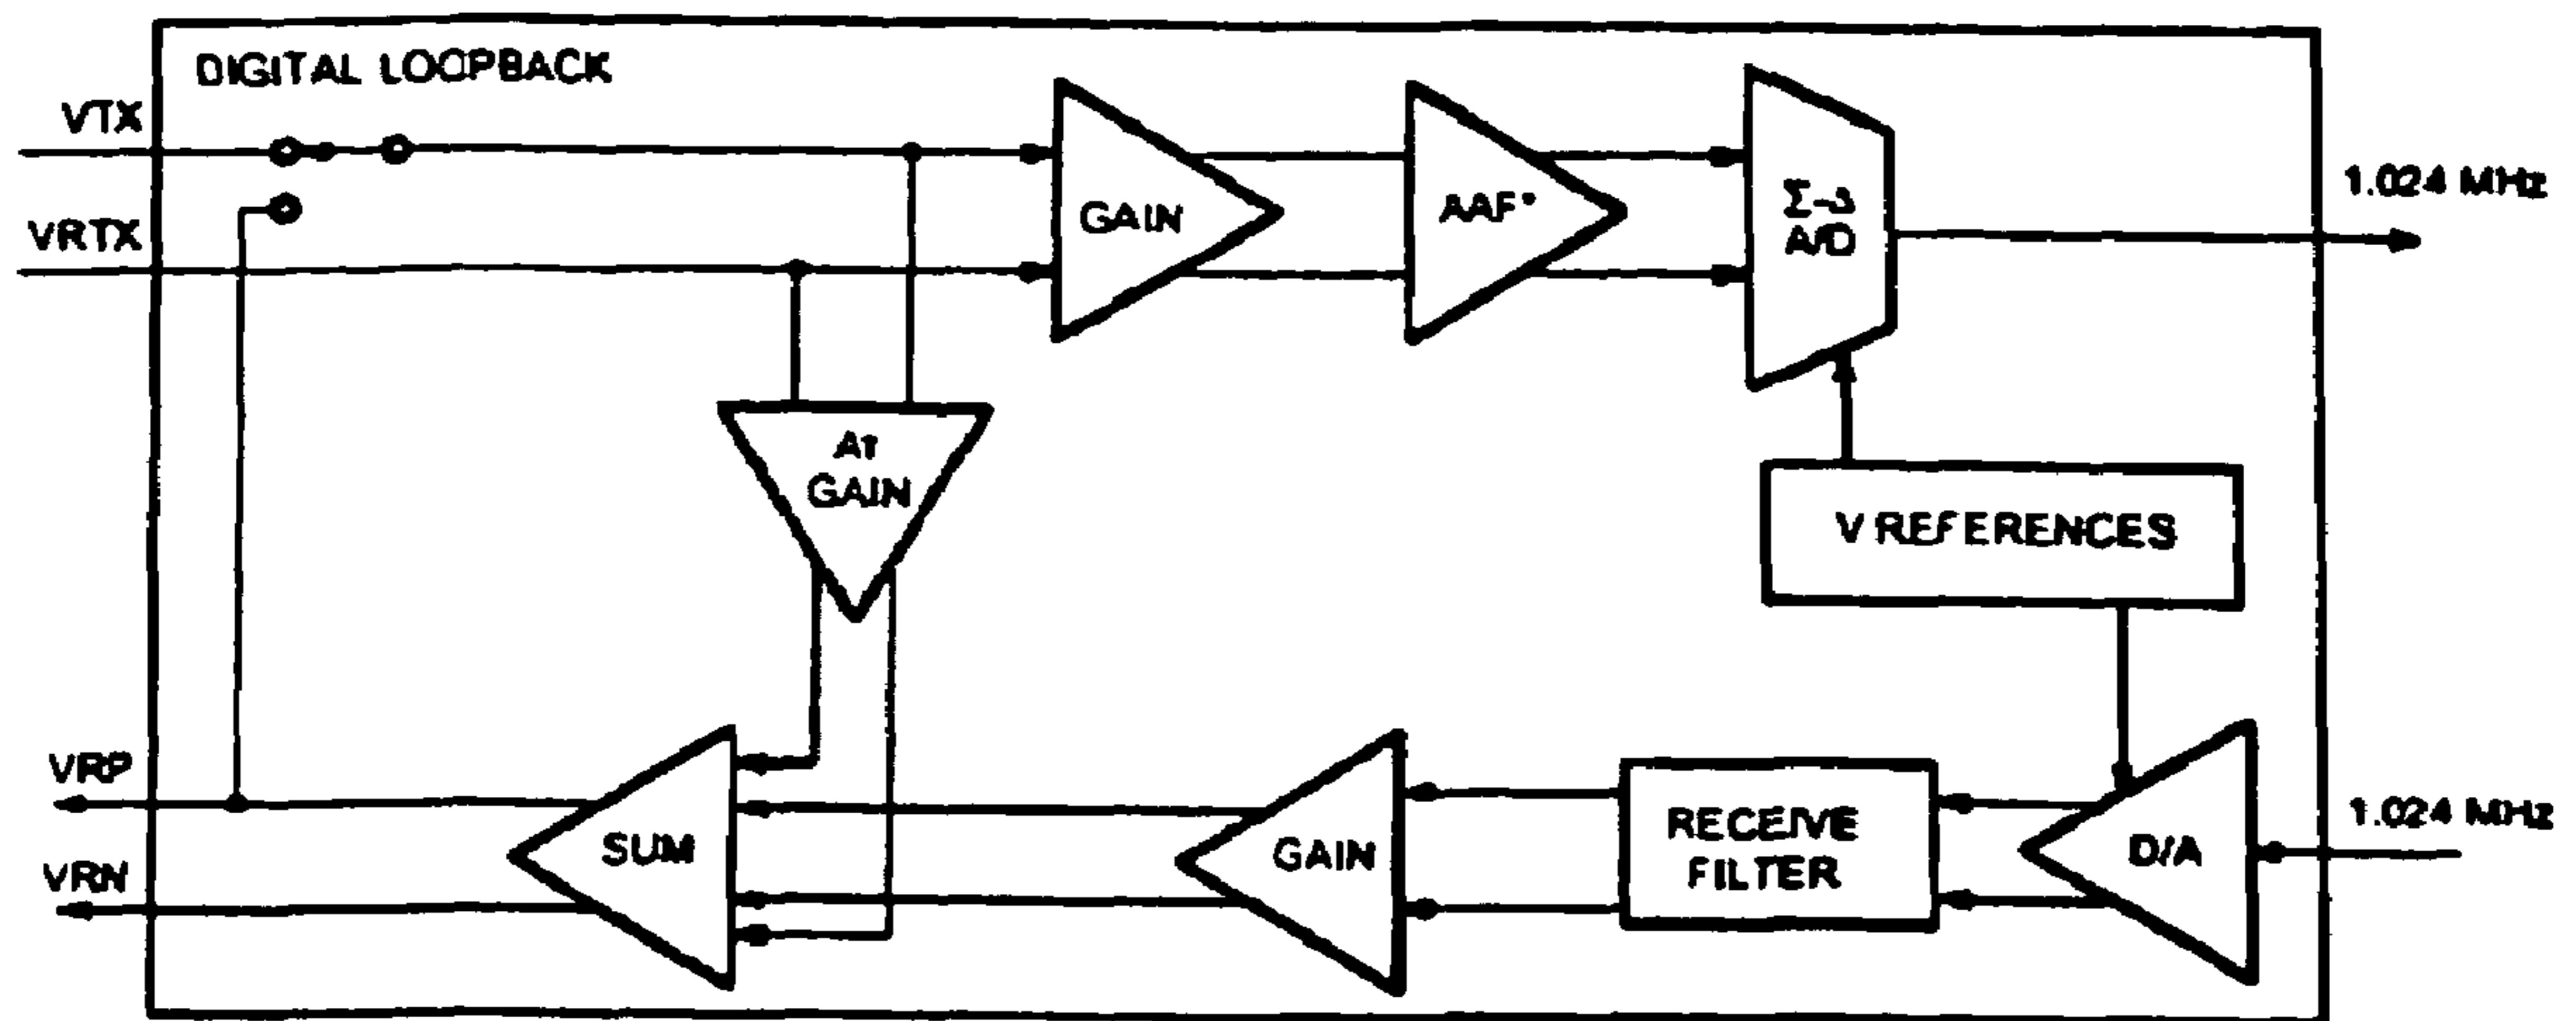 DIGITAL LOOPBACK
VTX
VRTX
GAIN
AAF*
Σ-Δ
A/D
1.024 MHz
AT
GAIN
V REFERENCES
VRP
VRN
SUM
GAIN
RECEIVE
FILTER
D/A
1.024 MHz